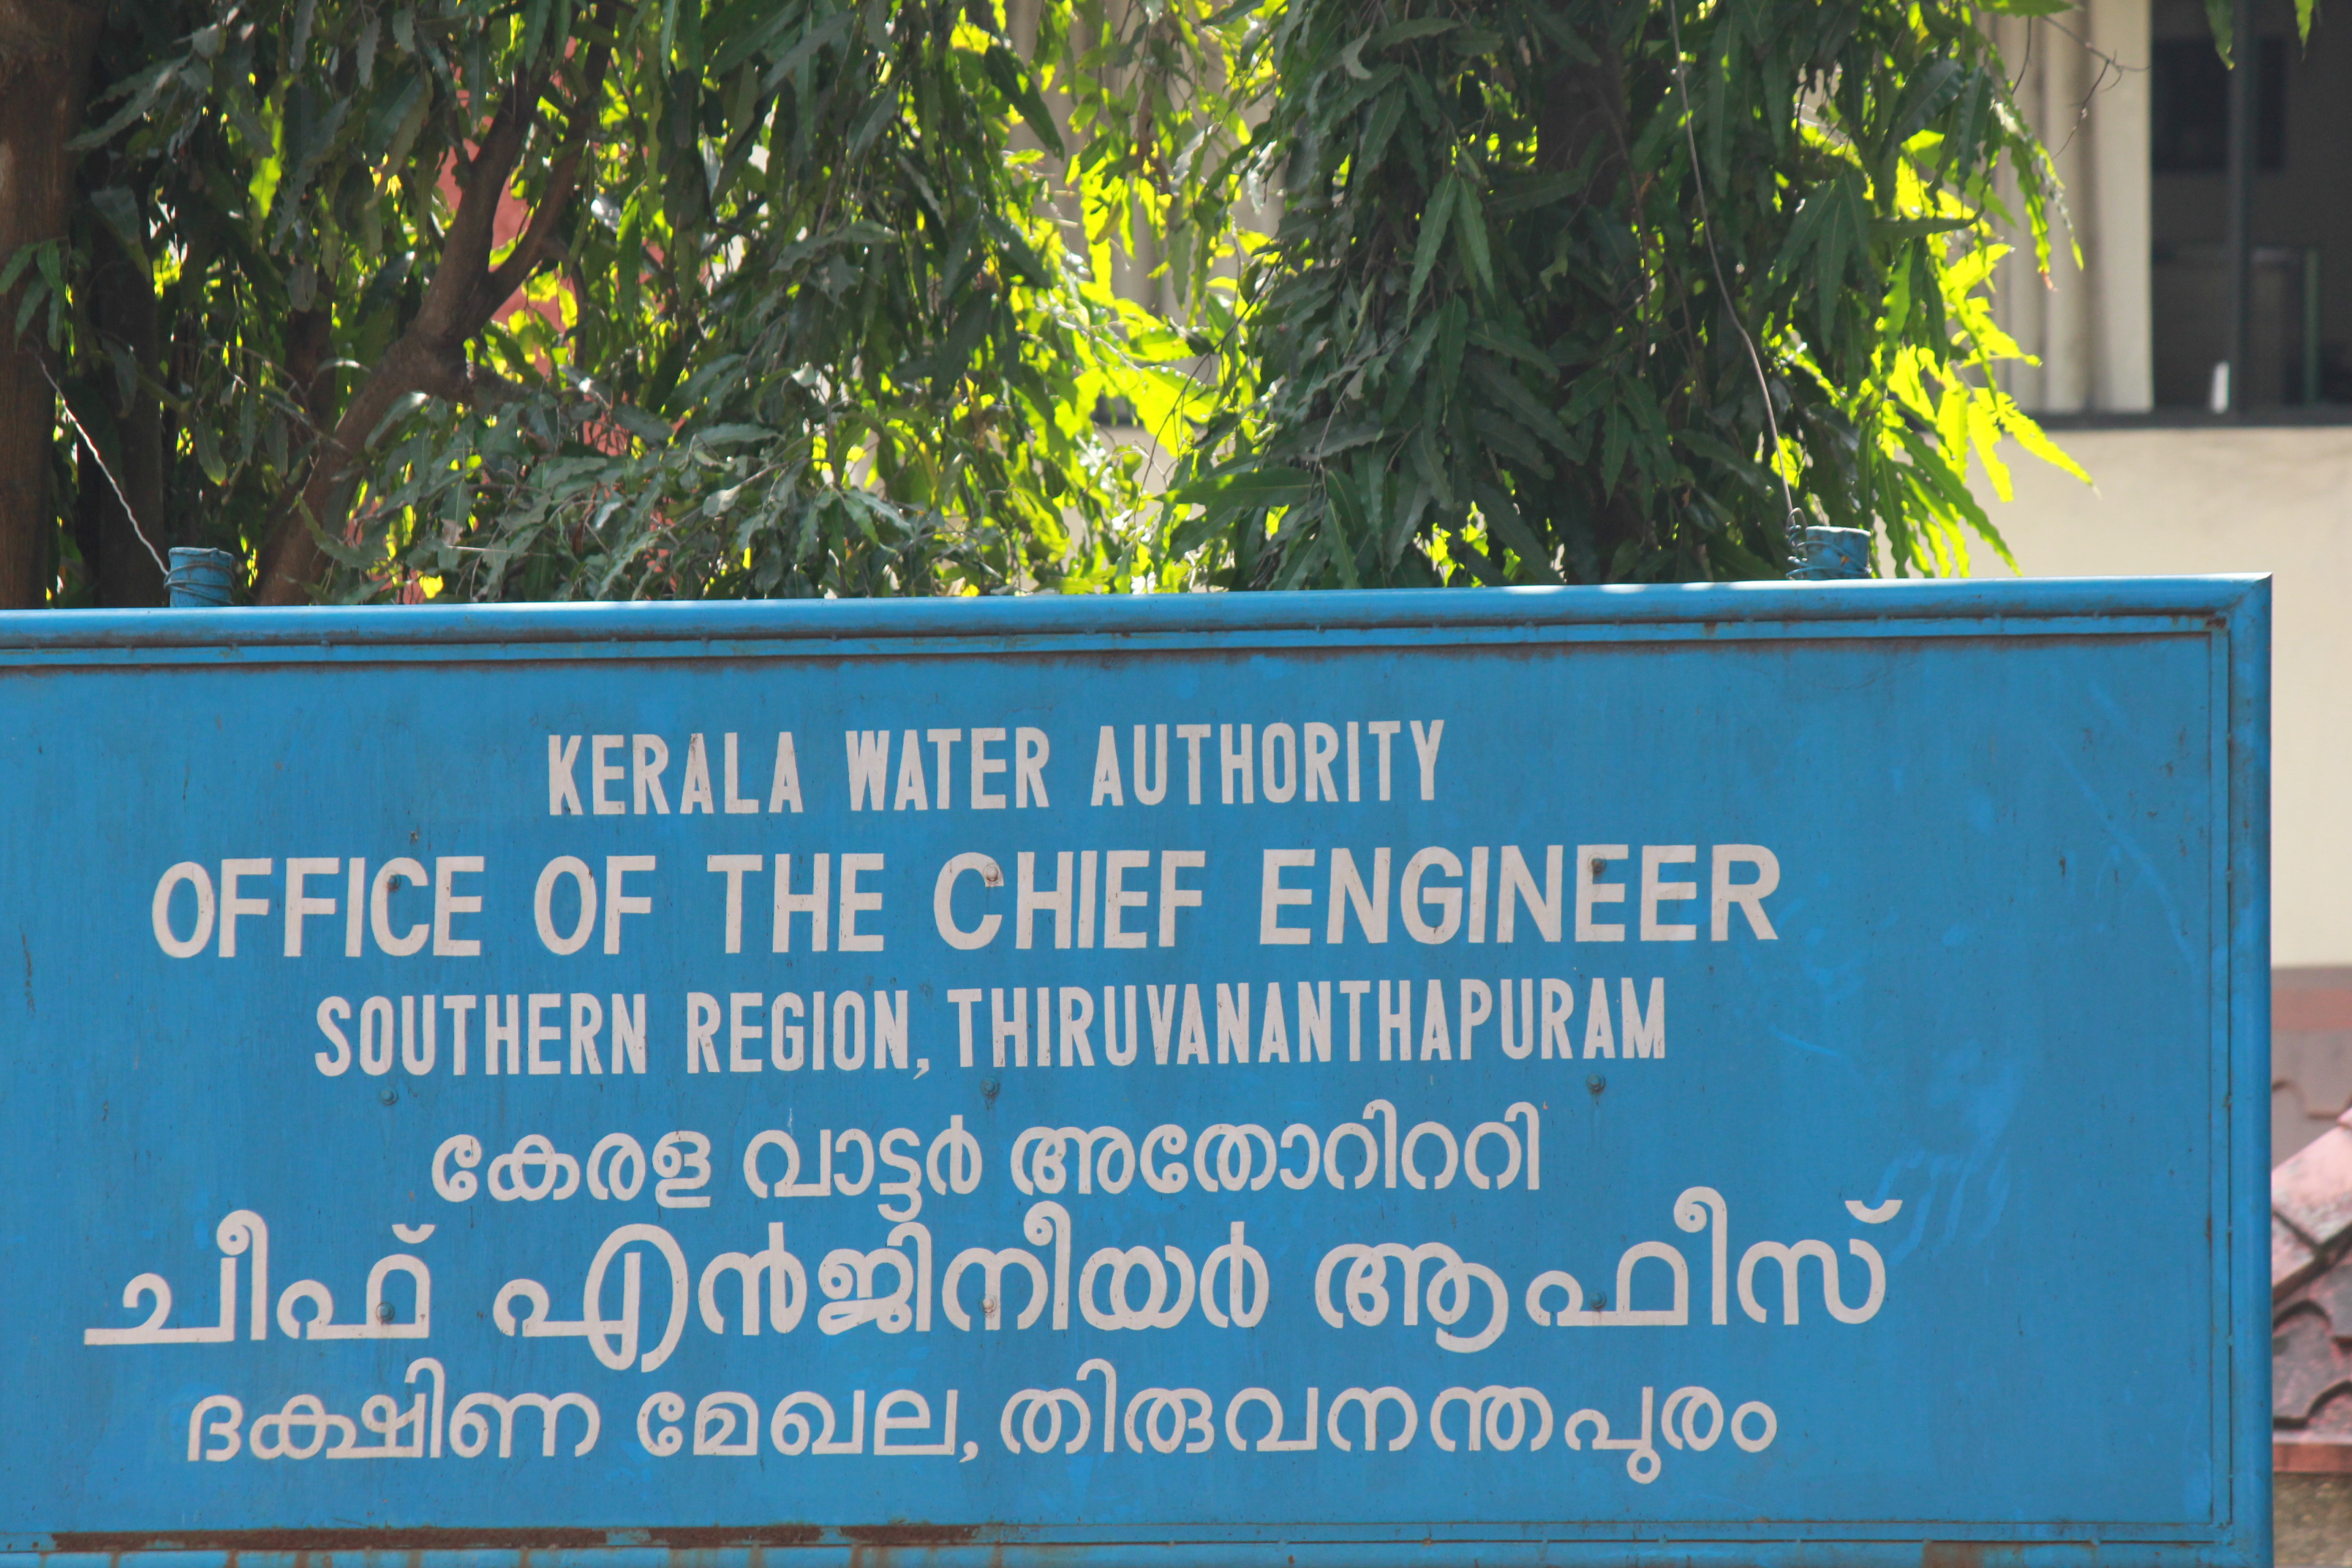 KERALA WATER AUTHORITY
OFFICE OF THE CHIEF ENGINEER
SOUTHERN REGION, THIRUVANANTHAPURAM
കേരള വാട്ടർ അതോറിററി
ചീഫ് എൻജിനീയർ ആഫീസ്
ദക്ഷിണ മേഖല, തിരുവനന്തപുരം